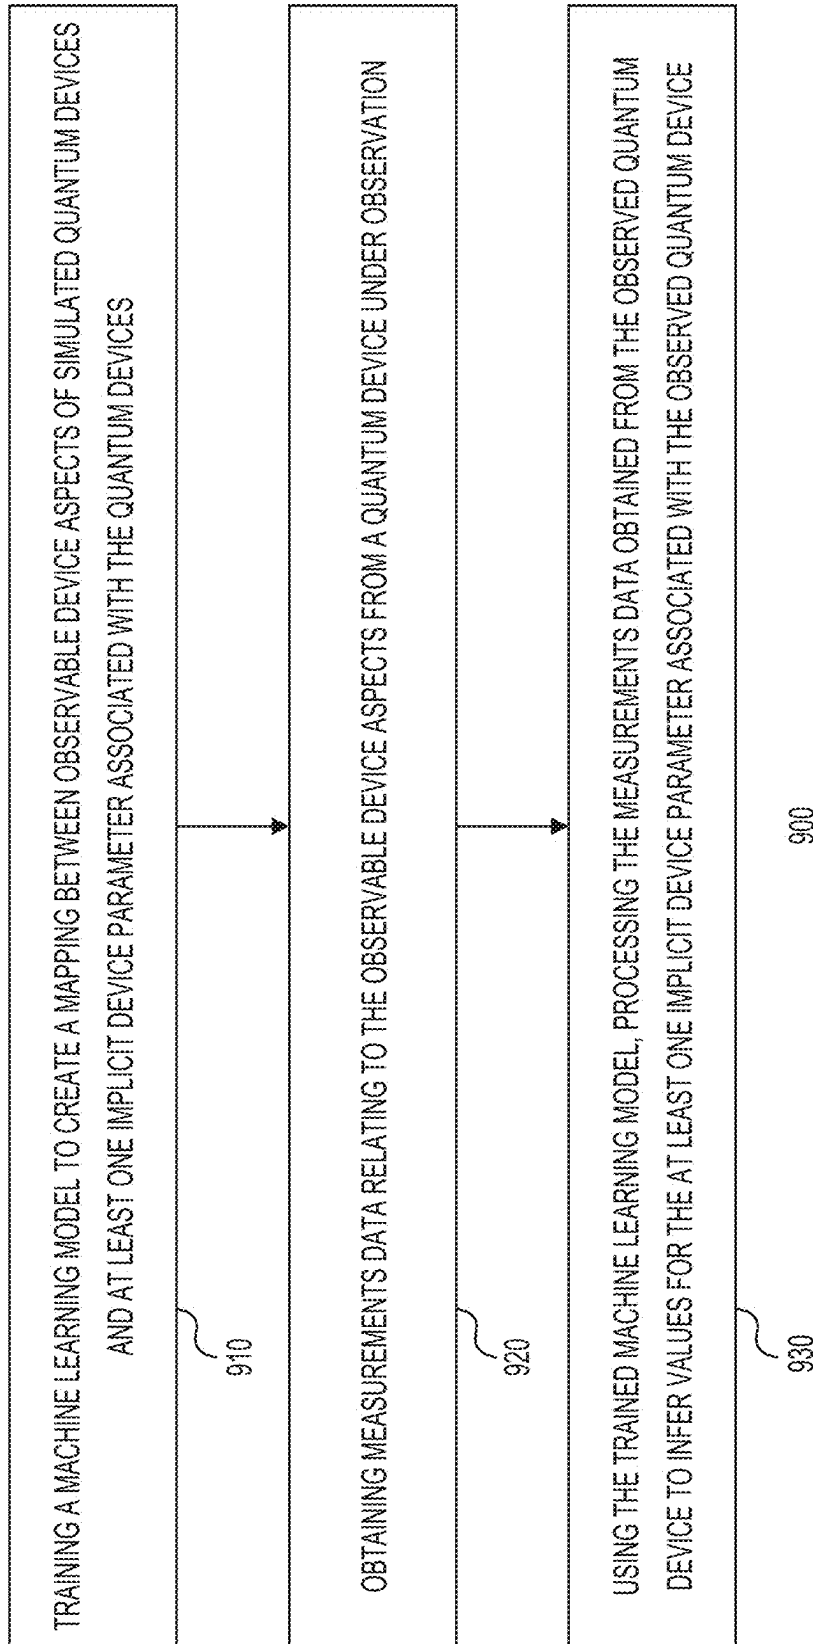 TRAINING A MACHINE LEARNING MODEL TO CREATE A MAPPING BETWEEN OBSERVABLE DEVICE ASPECTS OF SIMULATED QUANTUM DEVICES
AND AT LEAST ONE IMPLICIT DEVICE PARAMETER ASSOCIATED WITH THE QUANTUM DEVICES
910
OBTAINING MEASUREMENTS DATA RELATING TO THE OBSERVABLE DEVICE ASPECTS FROM A QUANTUM DEVICE UNDER OBSERVATION
920
USING THE TRAINED MACHINE LEARNING MODEL, PROCESSING THE MEASUREMENTS DATA OBTAINED FROM THE OBSERVED QUANTUM
DEVICE TO INFER VALUES FOR THE AT LEAST ONE IMPLICIT DEVICE PARAMETER ASSOCIATED WITH THE OBSERVED QUANTUM DEVICE
930
900